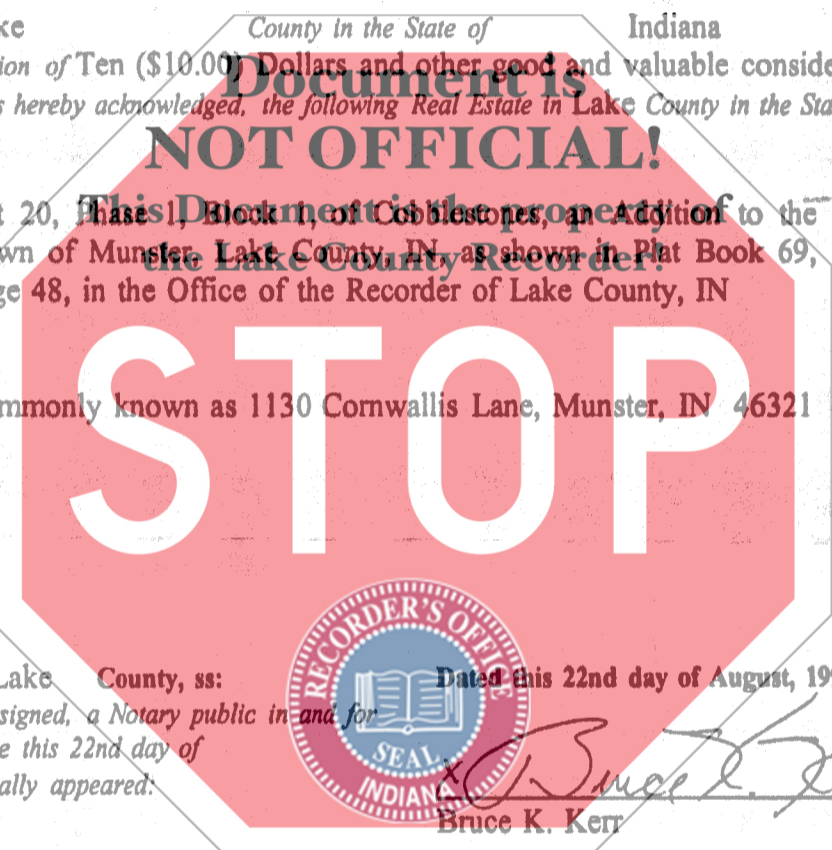 ke County in the State of Indiana
ion of Ten ($10.00) Dollars and other good and valuable conside
s hereby acknowledged, the following Real Estate in Lake County in the Sta
Document is
NOT OFFICIAL!
This Document is the property of
the Lake County Recorder!
t 20, Phase 1, Block 1, of Cobblestones, an Addition to the
wn of Munster, Lake County, IN, as shown in Plat Book 69,
ge 48, in the Office of the Recorder of Lake County, IN
STOP
mmonly known as 1130 Cornwallis Lane, Munster, IN 46321
RECORDER'S OFFICE
SEAL
INDIANA
Lake County, ss: Dated this 22nd day of August, 19
signed, a Notary public in and for
e this 22nd day of
ally appeared:
x Bruce K. Ke
Bruce K. Kerr